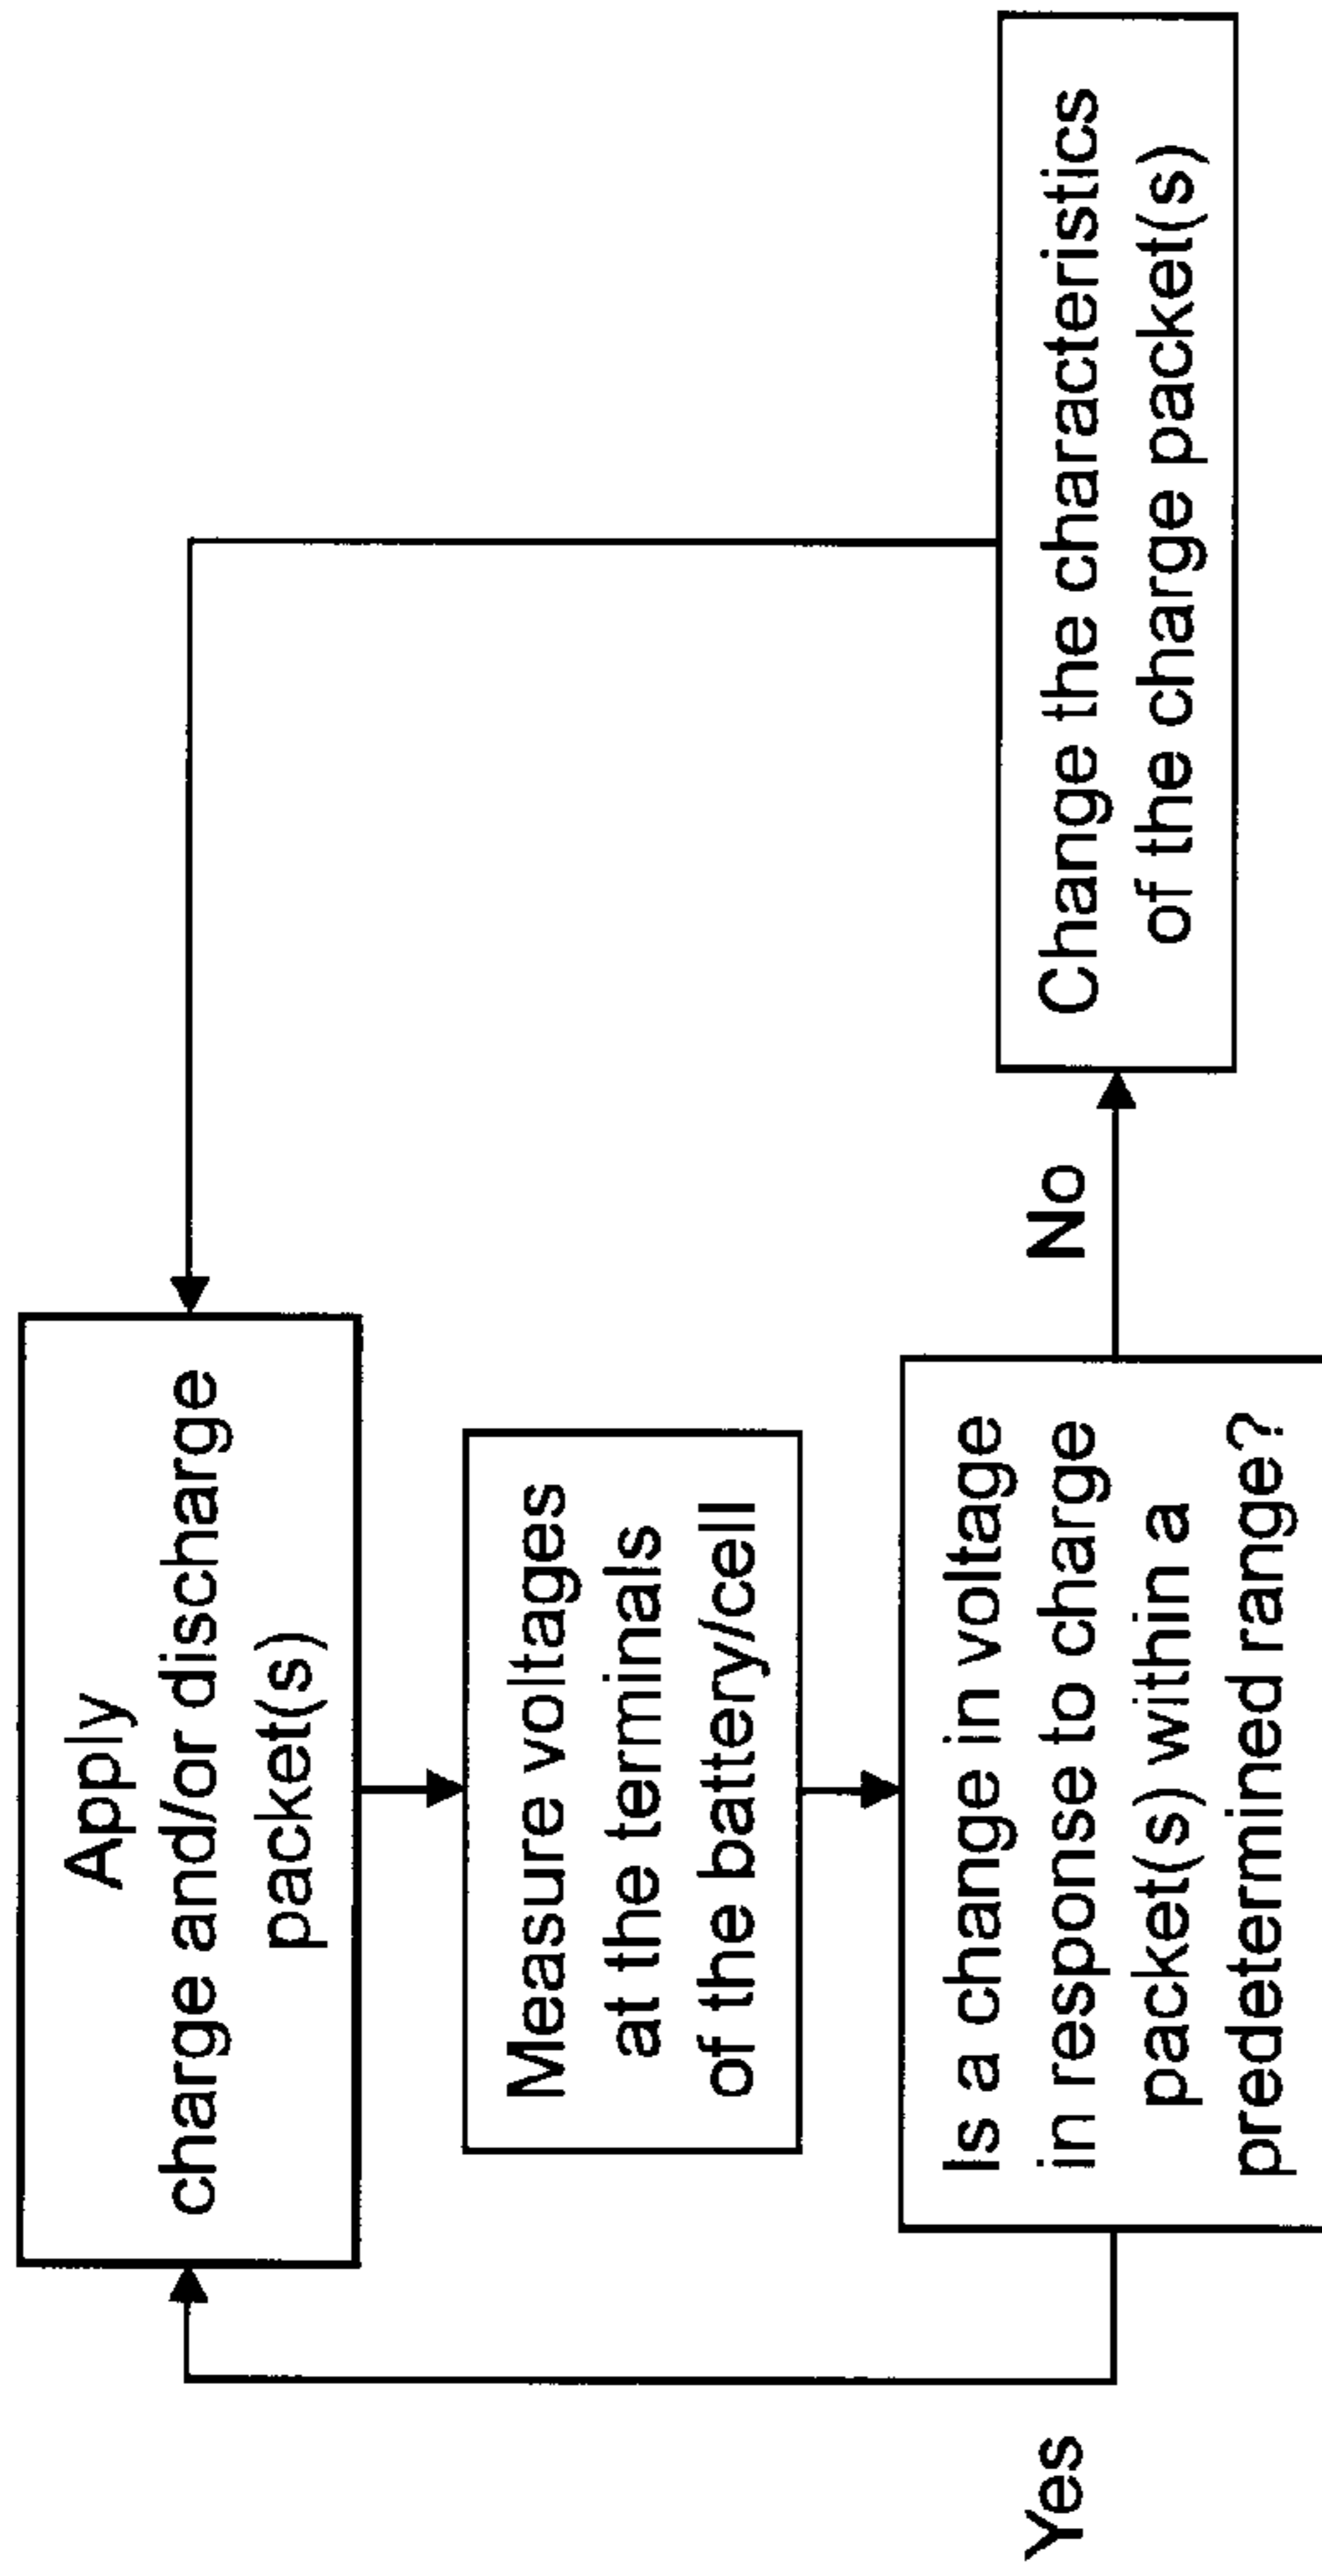 Apply
charge and/or discharge
packet(s)
Measure voltages
at the terminals
of the battery/cell
Is a change in voltage
in response to charge
packet(s) within a
predetermined range?
Yes
No
Change the characteristics
of the charge packet(s)